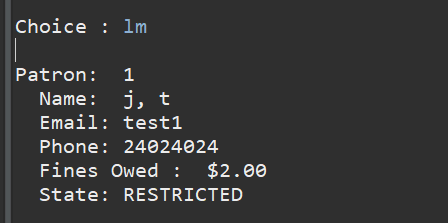 Choice : lm
Patron:  1
  Name:  j, t
  Email: test1
  Phone: 24024024
  Fines Owed :  $2.00
  State: RESTRICTED